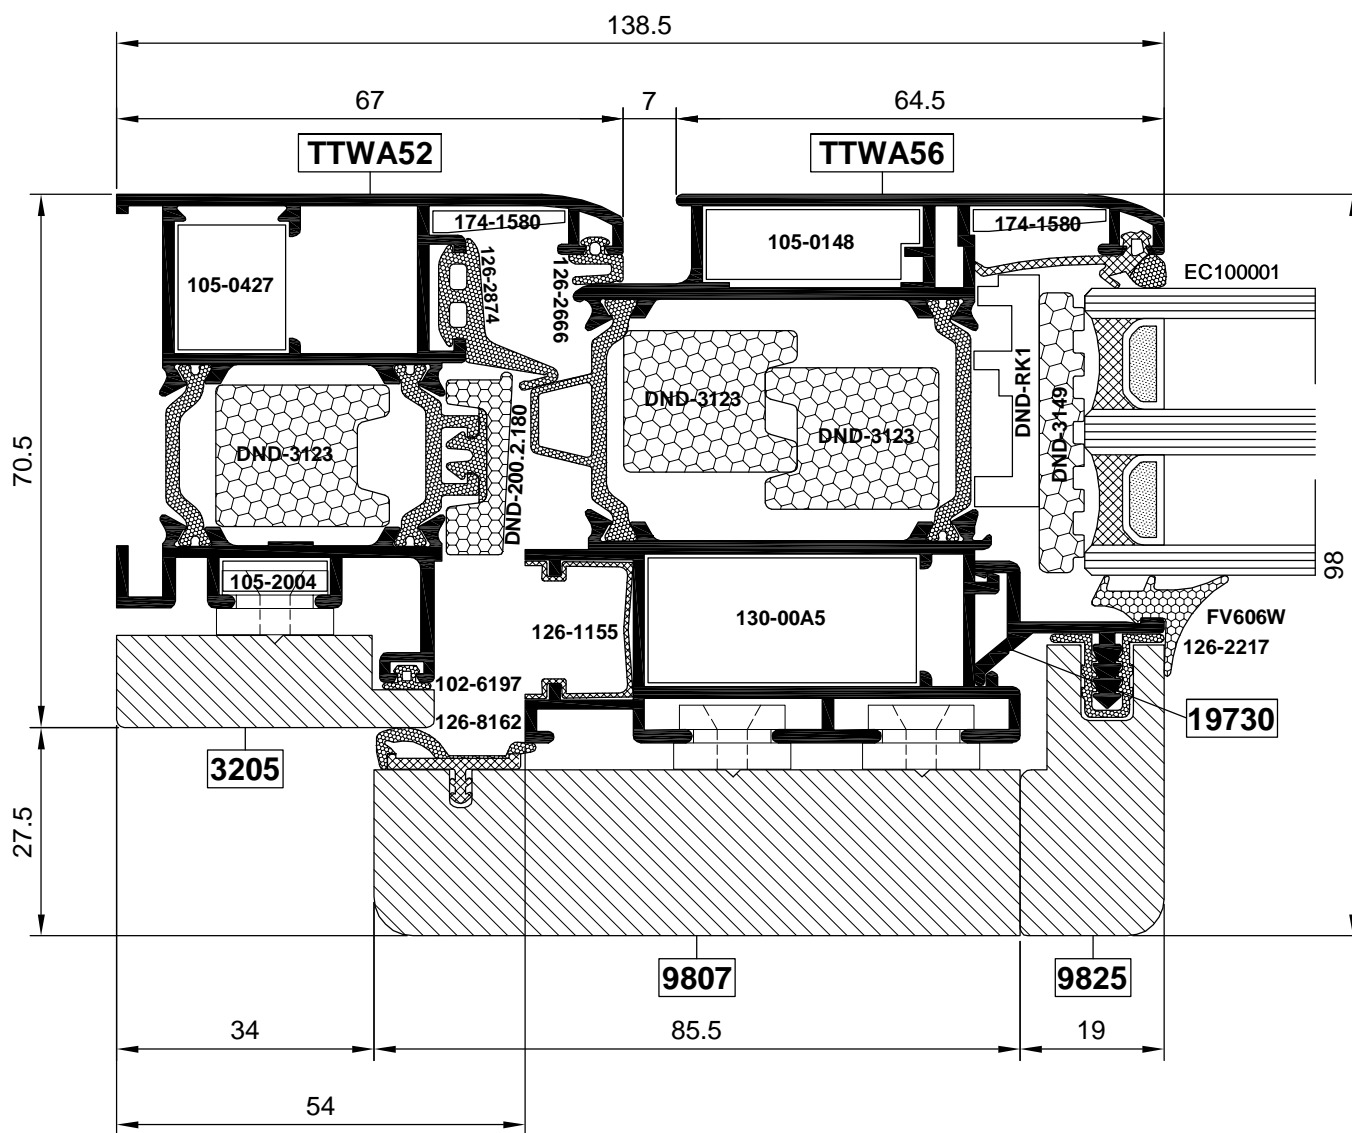 138.5
67
7
64.5
TTWA52
TTWA56
174-1580
174-1580
105-0148
105-0427
126-2874
126-2666
EC100001
DND-RK1
DND-3149
DND-3123
DND-3123
DND-3123
DND-200.2.180
70.5
98
105-2004
126-1155
130-00A5
FV606W
126-2217
102-6197
126-8162
19730
3205
27.5
9807
9825
34
85.5
19
54